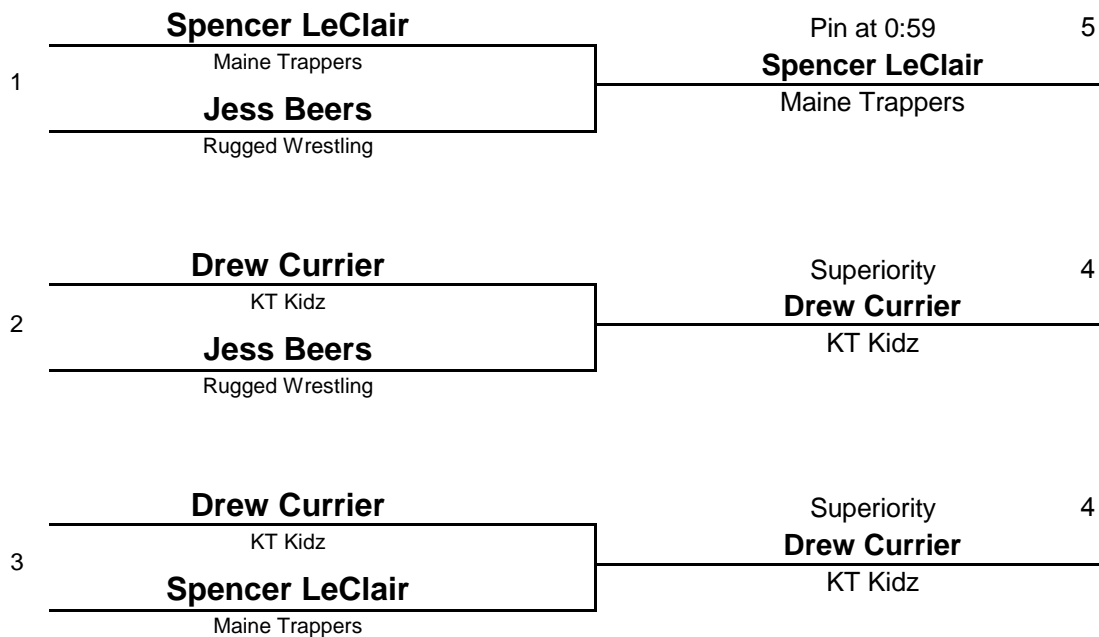 Spencer LeClair
Maine Trappers
1
Jess Beers
Rugged Wrestling
Pin at 0:59 5
Spencer LeClair
Maine Trappers
Drew Currier
KT Kidz
2
Jess Beers
Rugged Wrestling
Superiority 4
Drew Currier
KT Kidz
Drew Currier
KT Kidz
3
Spencer LeClair
Maine Trappers
Superiority 4
Drew Currier
KT Kidz